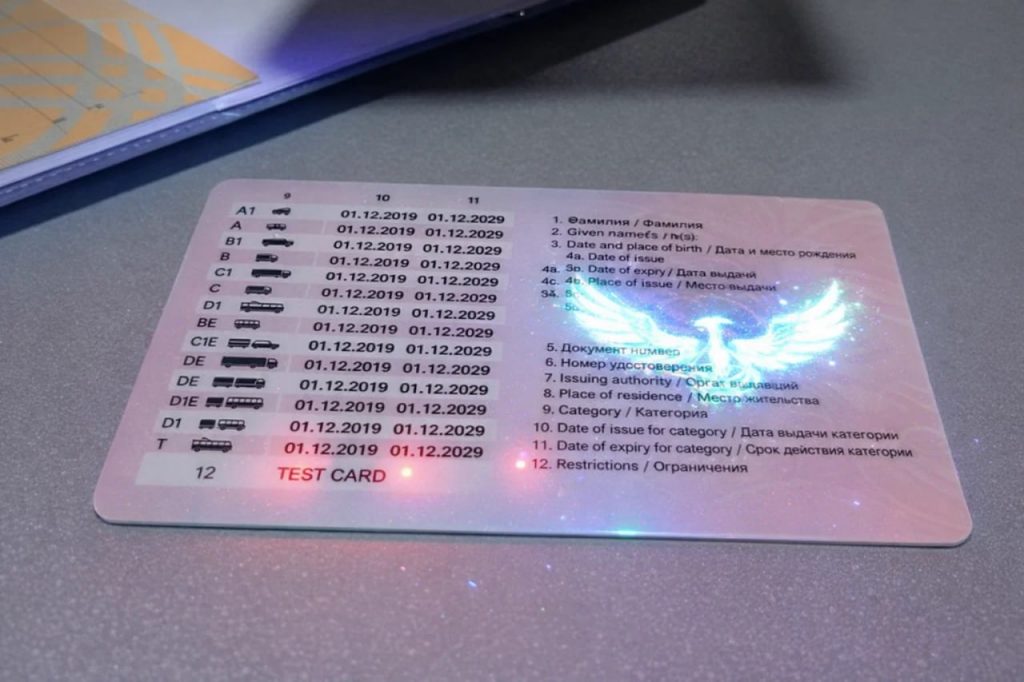 9 10 11
A1 01.12.2019 01.12.2029
A 01.12.2019 01.12.2029
B1 01.12.2019 01.12.2029
B 01.12.2019 01.12.2029
C1 01.12.2019 01.12.2029
C 01.12.2019 01.12.2029
D1 01.12.2019 01.12.2029
BE 01.12.2019 01.12.2029
C1E 01.12.2019 01.12.2029
DE 01.12.2019 01.12.2029
DE 01.12.2019 01.12.2029
D1E 01.12.2019 01.12.2029
D1 01.12.2019 01.12.2029
T 01.12.2019 01.12.2029
12 TEST CARD
1. Фамилия / Фамилия
2. Given
3. Date and place of birth / Дата и место рождения
4a. Date of issue
4a. Date of expry / Дата выдачи
4c. Place of issue / Место выдачи
5. Документ
6. Номер удостоверения
7. Issuing authority /
8. Place of residence / Место жительства
9. Category / Категория
10. Date of issue for category / Дата выдачи категории
11. Date of expiry for category / Срок действия категории
12. Restrictions / Ограничения